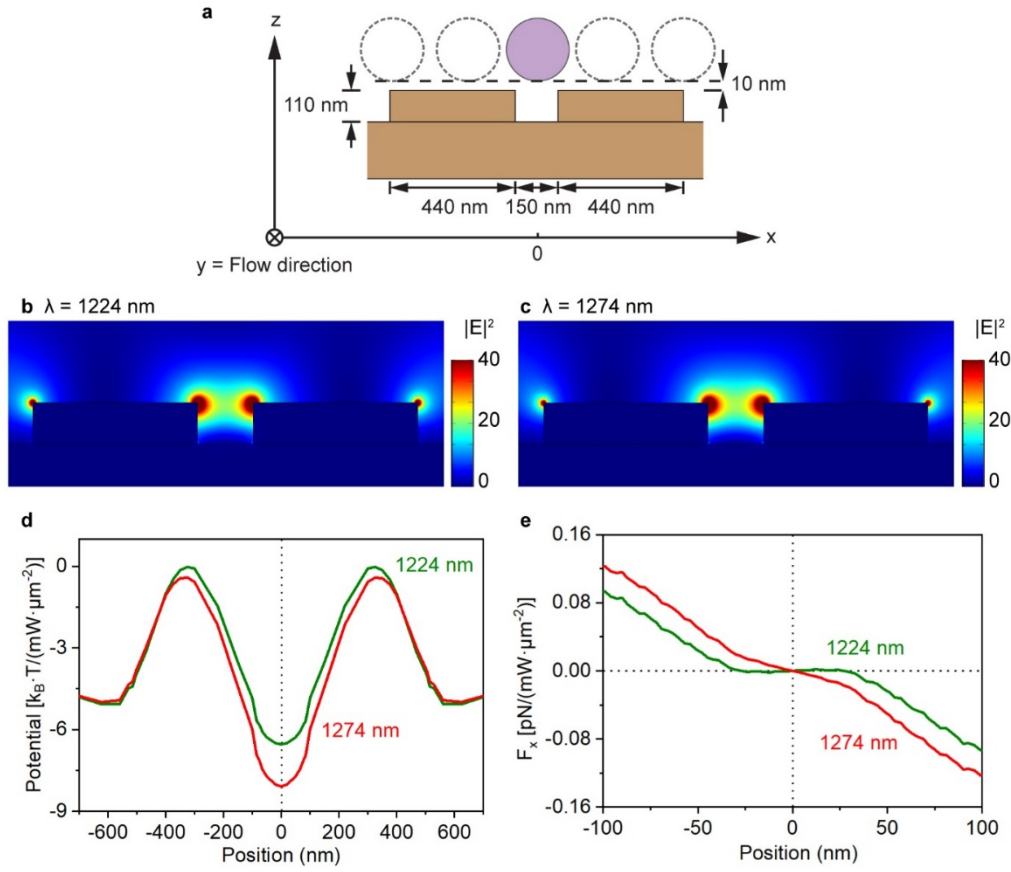 a
z
110 nm
10 nm
440 nm 150 nm 440 nm
x
0
y = Flow direction
b λ = 1224 nm
|E|²
40
20
0
c λ = 1274 nm
|E|²
40
20
0
d
Potential [k_B·T/(mW·μm⁻²)]
0
-3
-6
-9
1224 nm
1274 nm
-600 -400 -200 0 200 400 600
Position (nm)
e
F_x [pN/(mW·μm⁻²)]
0.16
0.08
0.00
-0.08
-0.16
1224 nm
1274 nm
-100 -50 0 50 100
Position (nm)